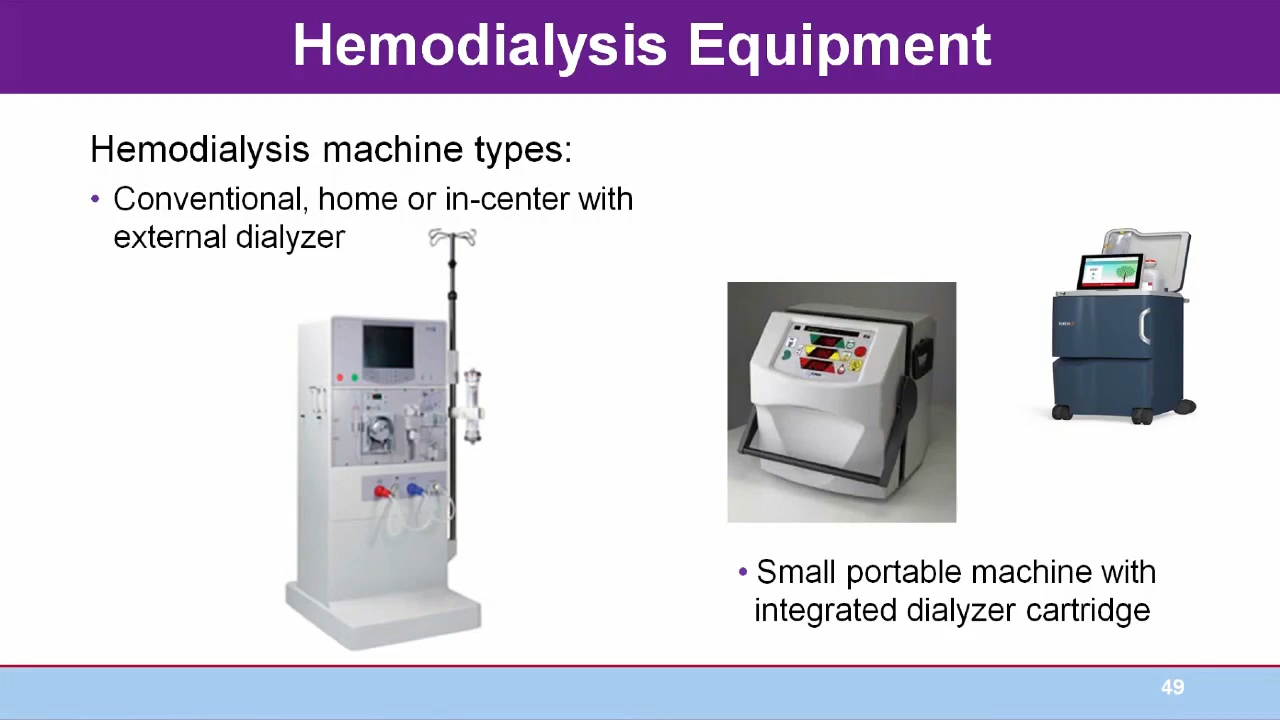 Hemodialysis Equipment
Hemodialysis machine types:
• Conventional, home or in-center with
external dialyzer
• Small portable machine with
integrated dialyzer cartridge
49